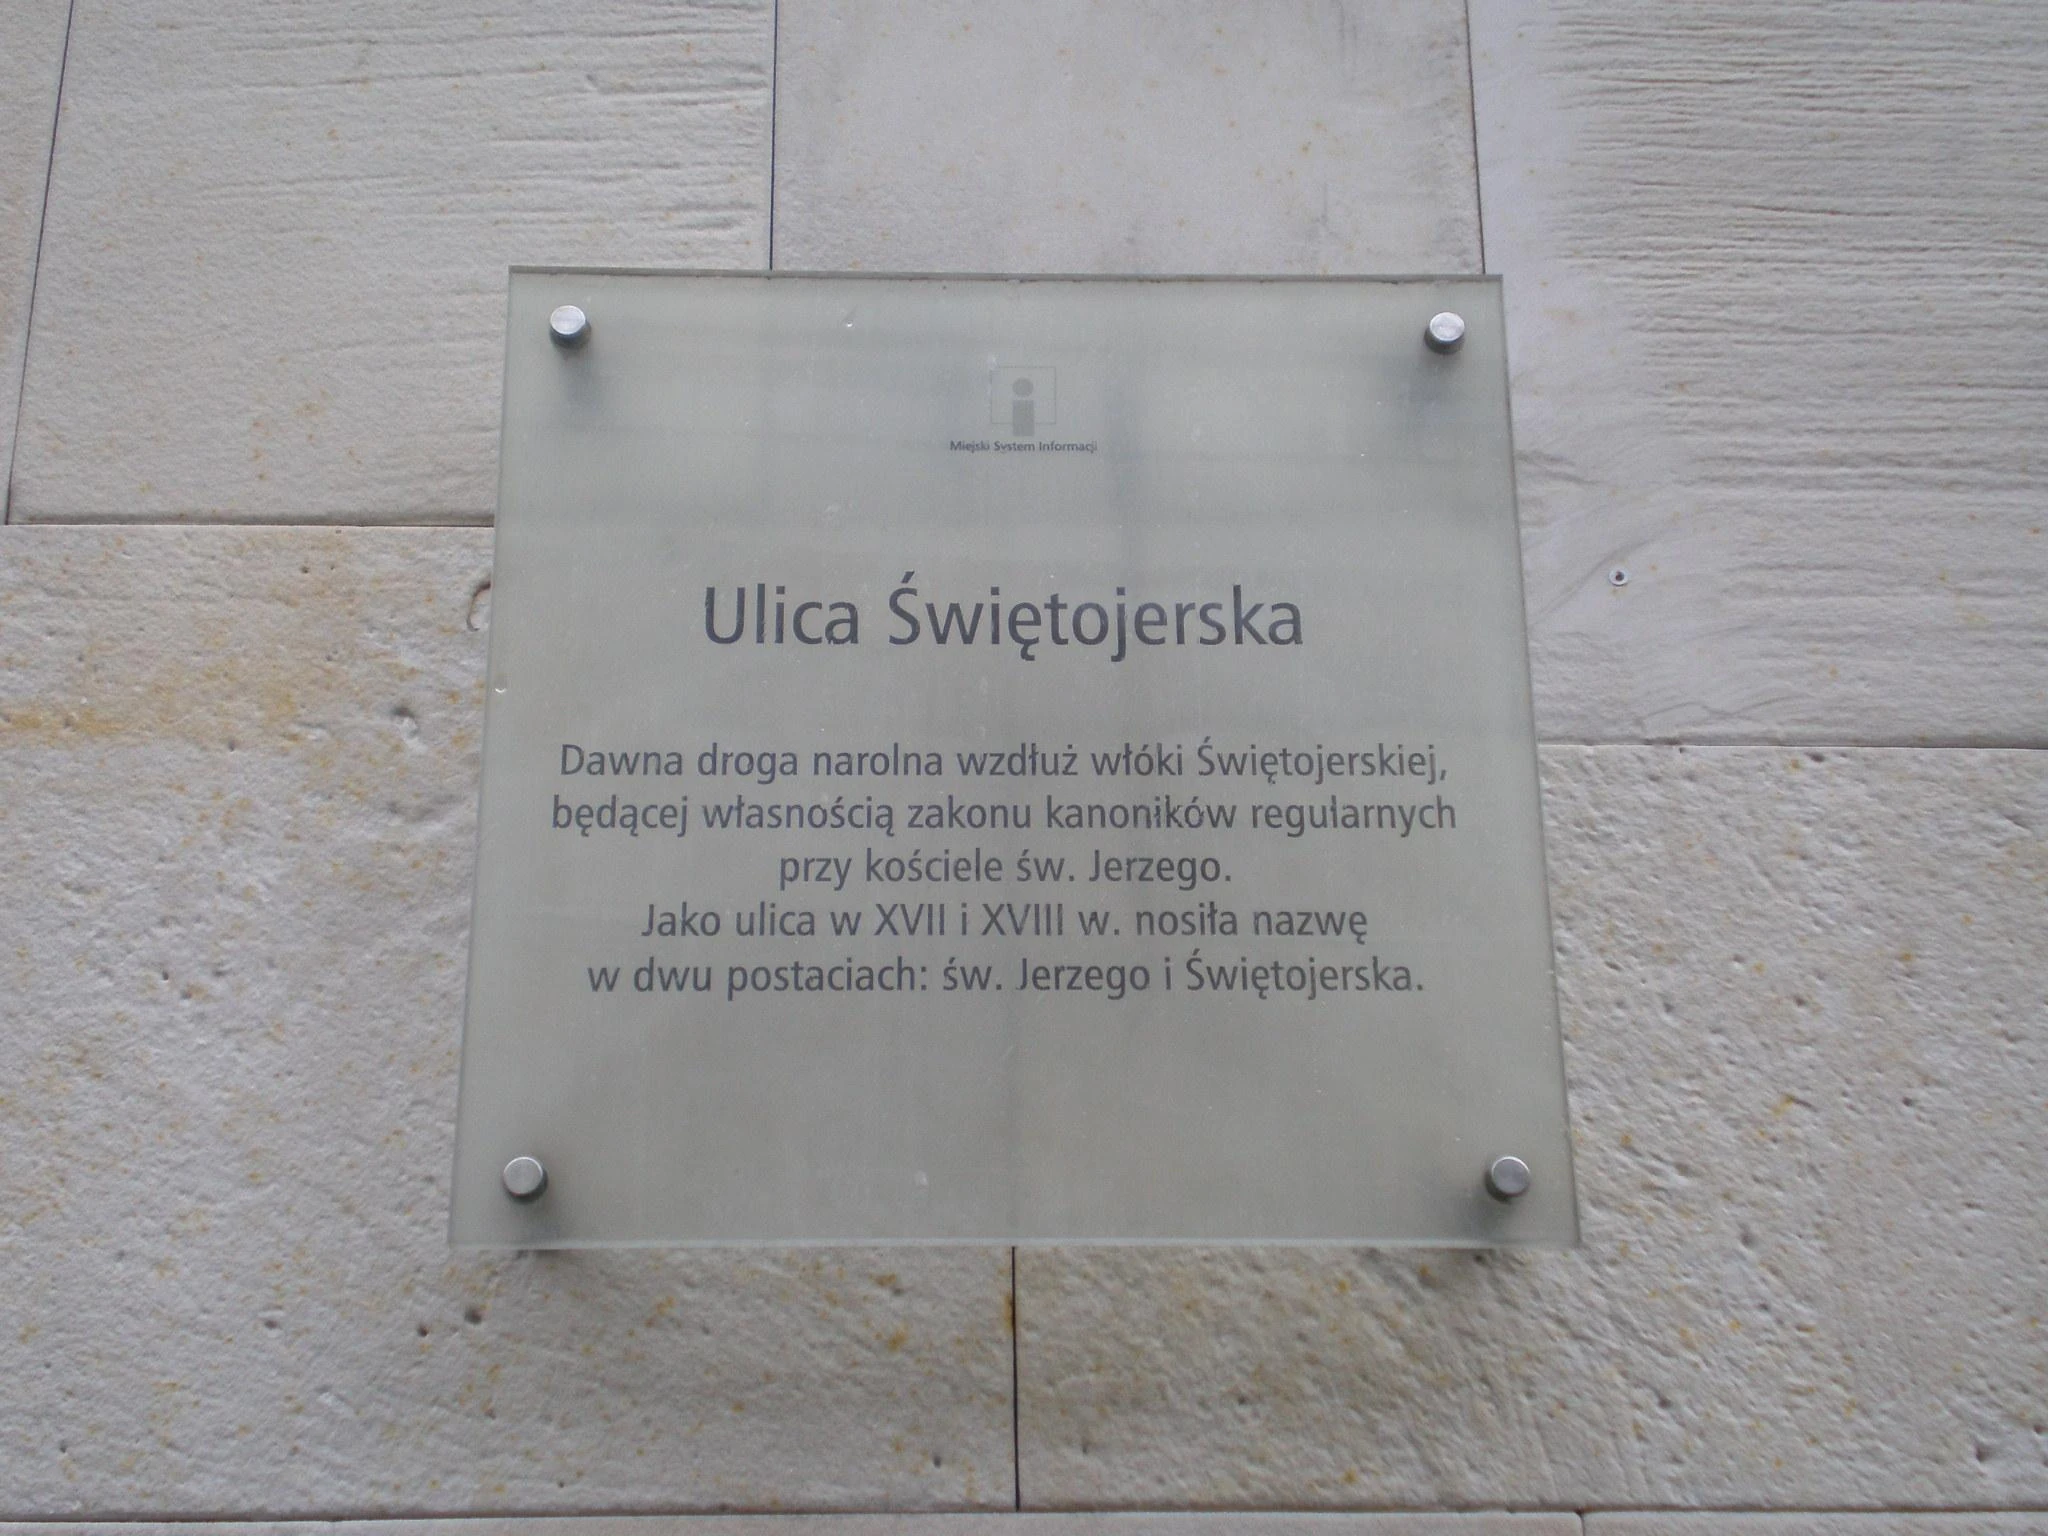 Miejski System Informacji
Ulica Świętojerska
Dawna droga narolna wzdłuż włóki Świętojerskiej,
będącej własnością zakonu kanoników regularnych
przy kościele św. Jerzego.
Jako ulica w XVII i XVIII w. nosiła nazwę
w dwu postaciach: św. Jerzego i Świętojerska.